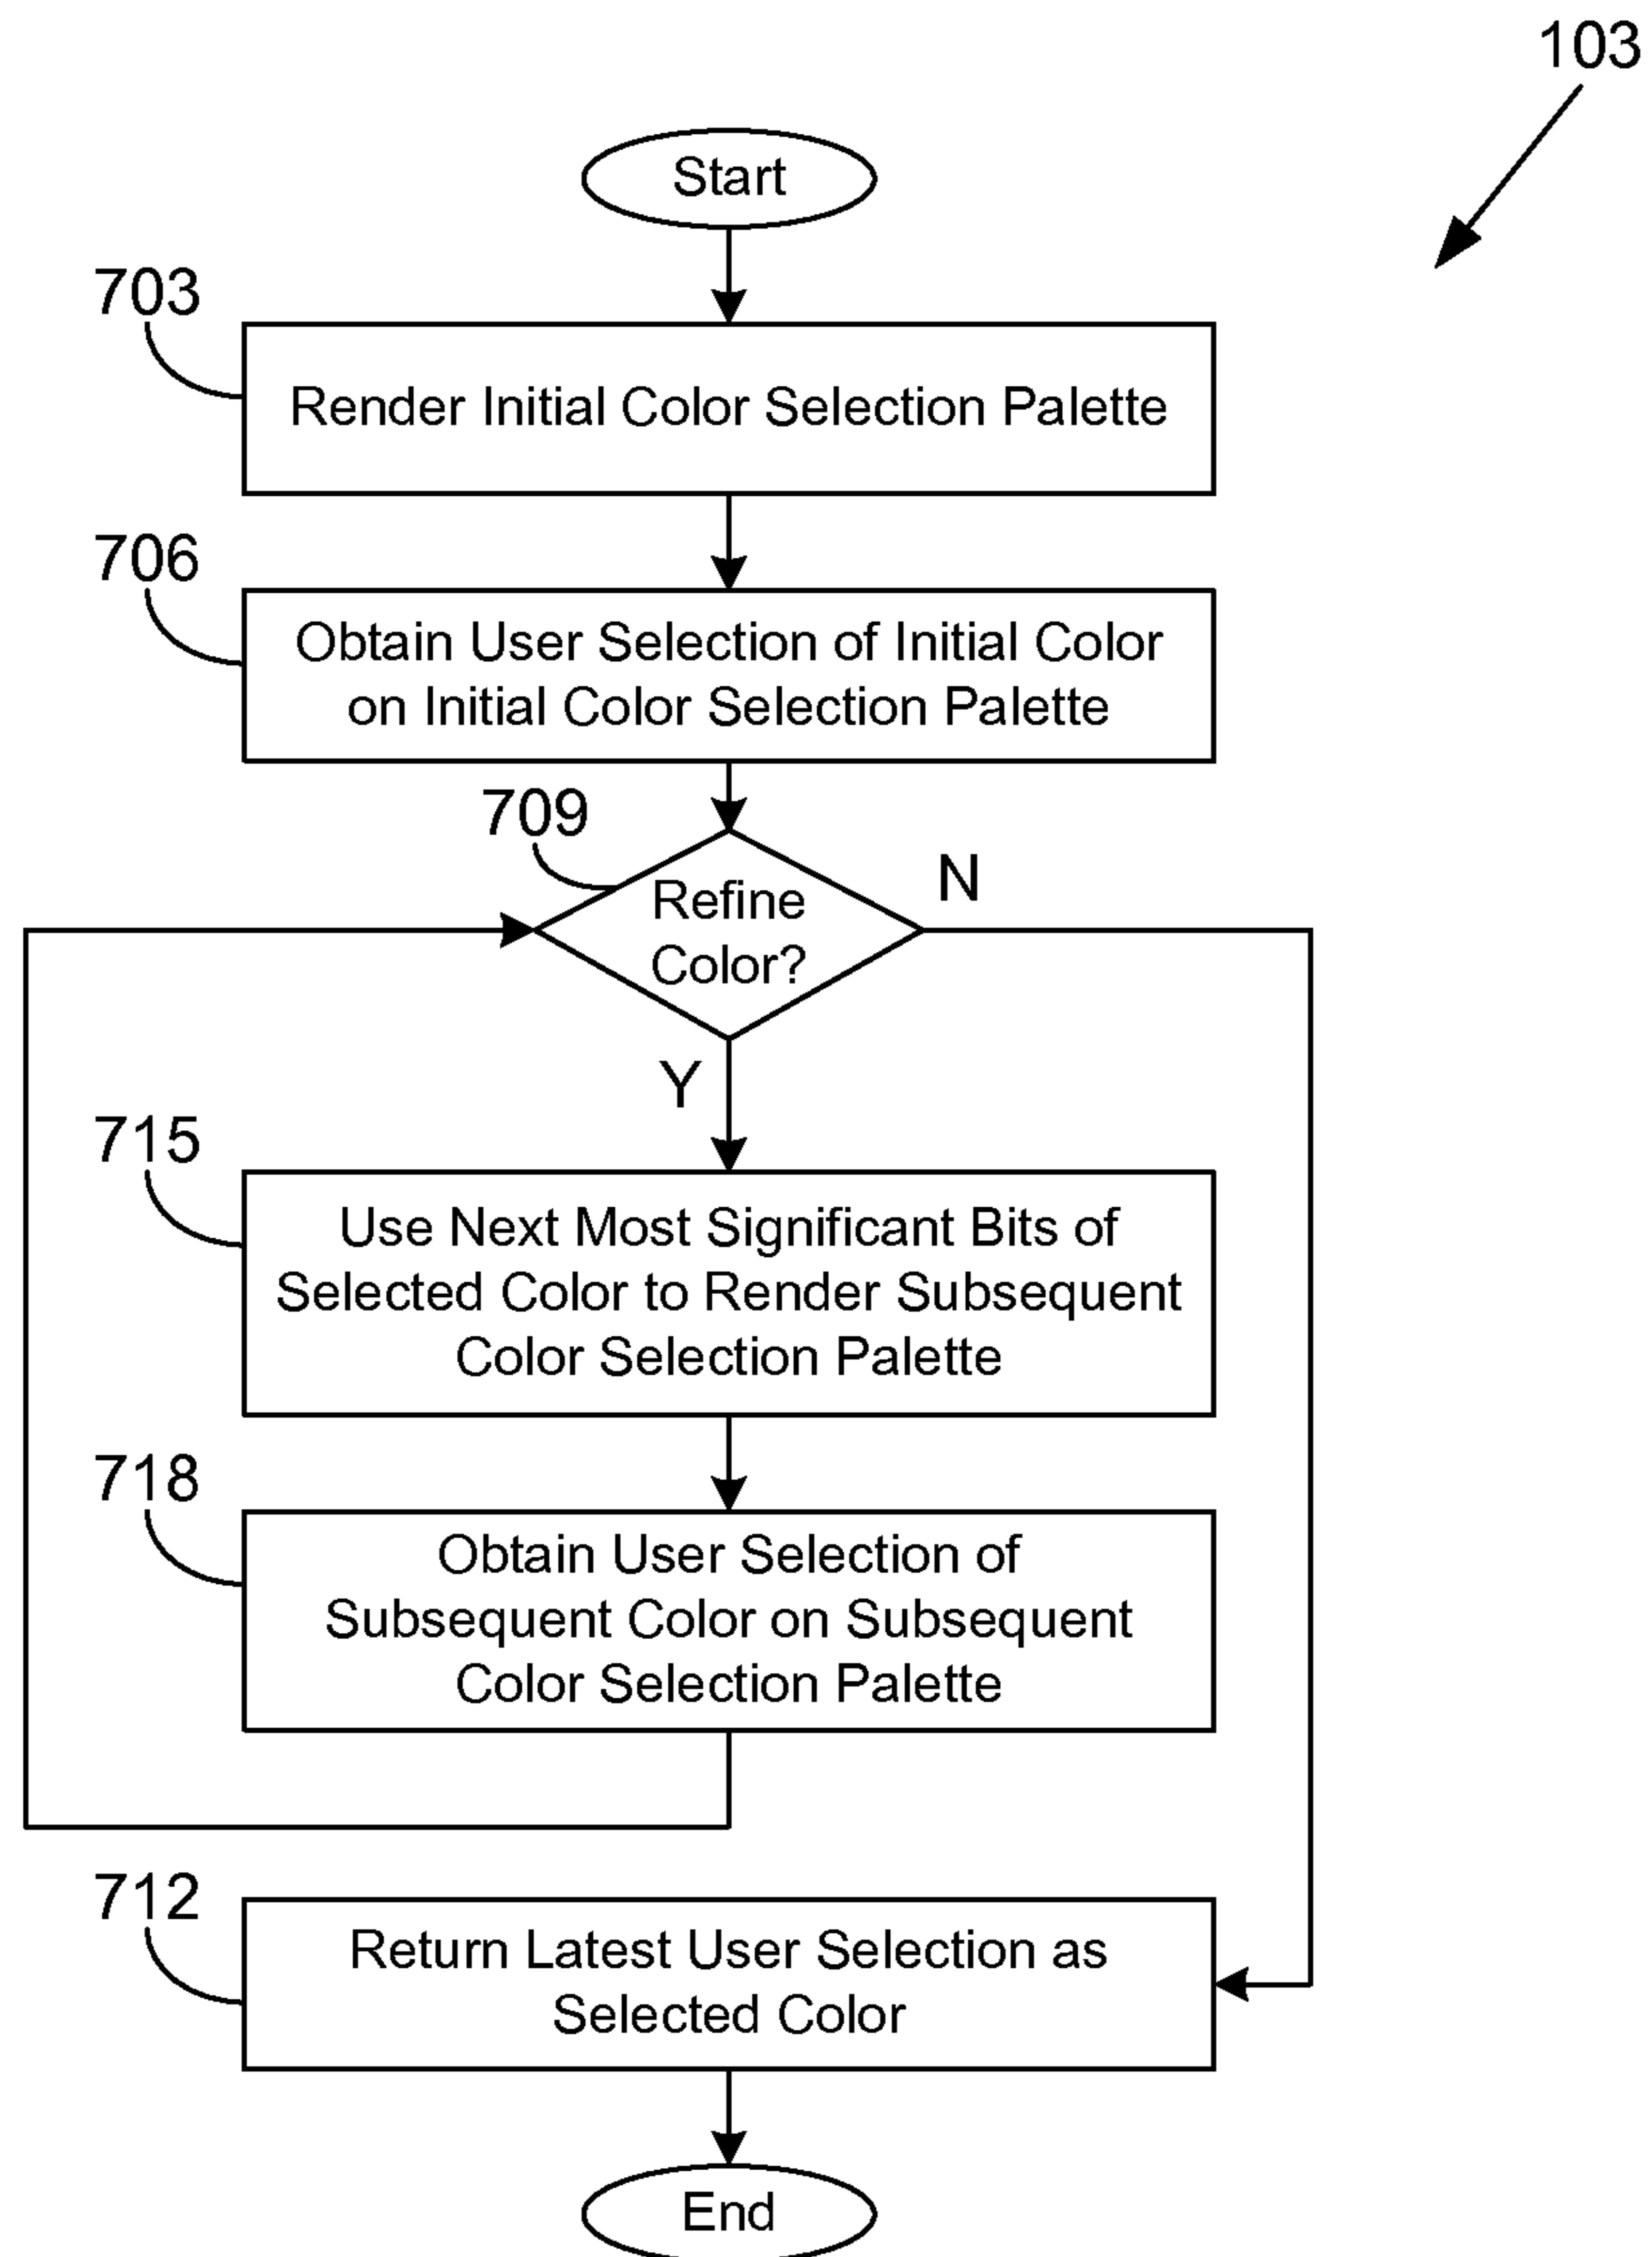 103
Start
703
Render Initial Color Selection Palette
706
Obtain User Selection of Initial Color
on Initial Color Selection Palette
709
Refine
Color?
N
Y
715
Use Next Most Significant Bits of
Selected Color to Render Subsequent
Color Selection Palette
718
Obtain User Selection of
Subsequent Color on Subsequent
Color Selection Palette
712
Return Latest User Selection as
Selected Color
End